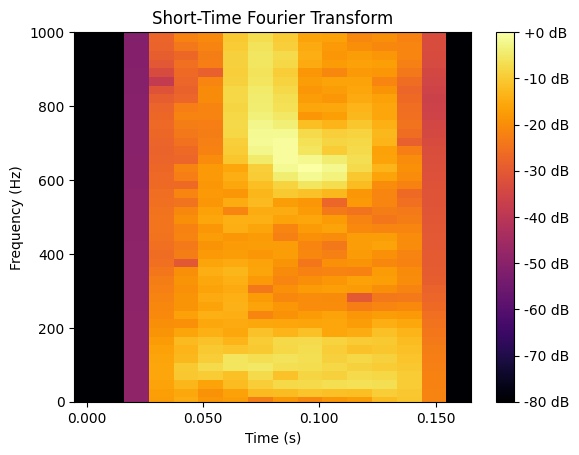 Short-Time Fourier Transform
1000
800
600
400
200
0
Frequency (Hz)
0.000
0.050
0.100
0.150
Time (s)
+0 dB
-10 dB
-20 dB
-30 dB
-40 dB
-50 dB
-60 dB
-70 dB
-80 dB